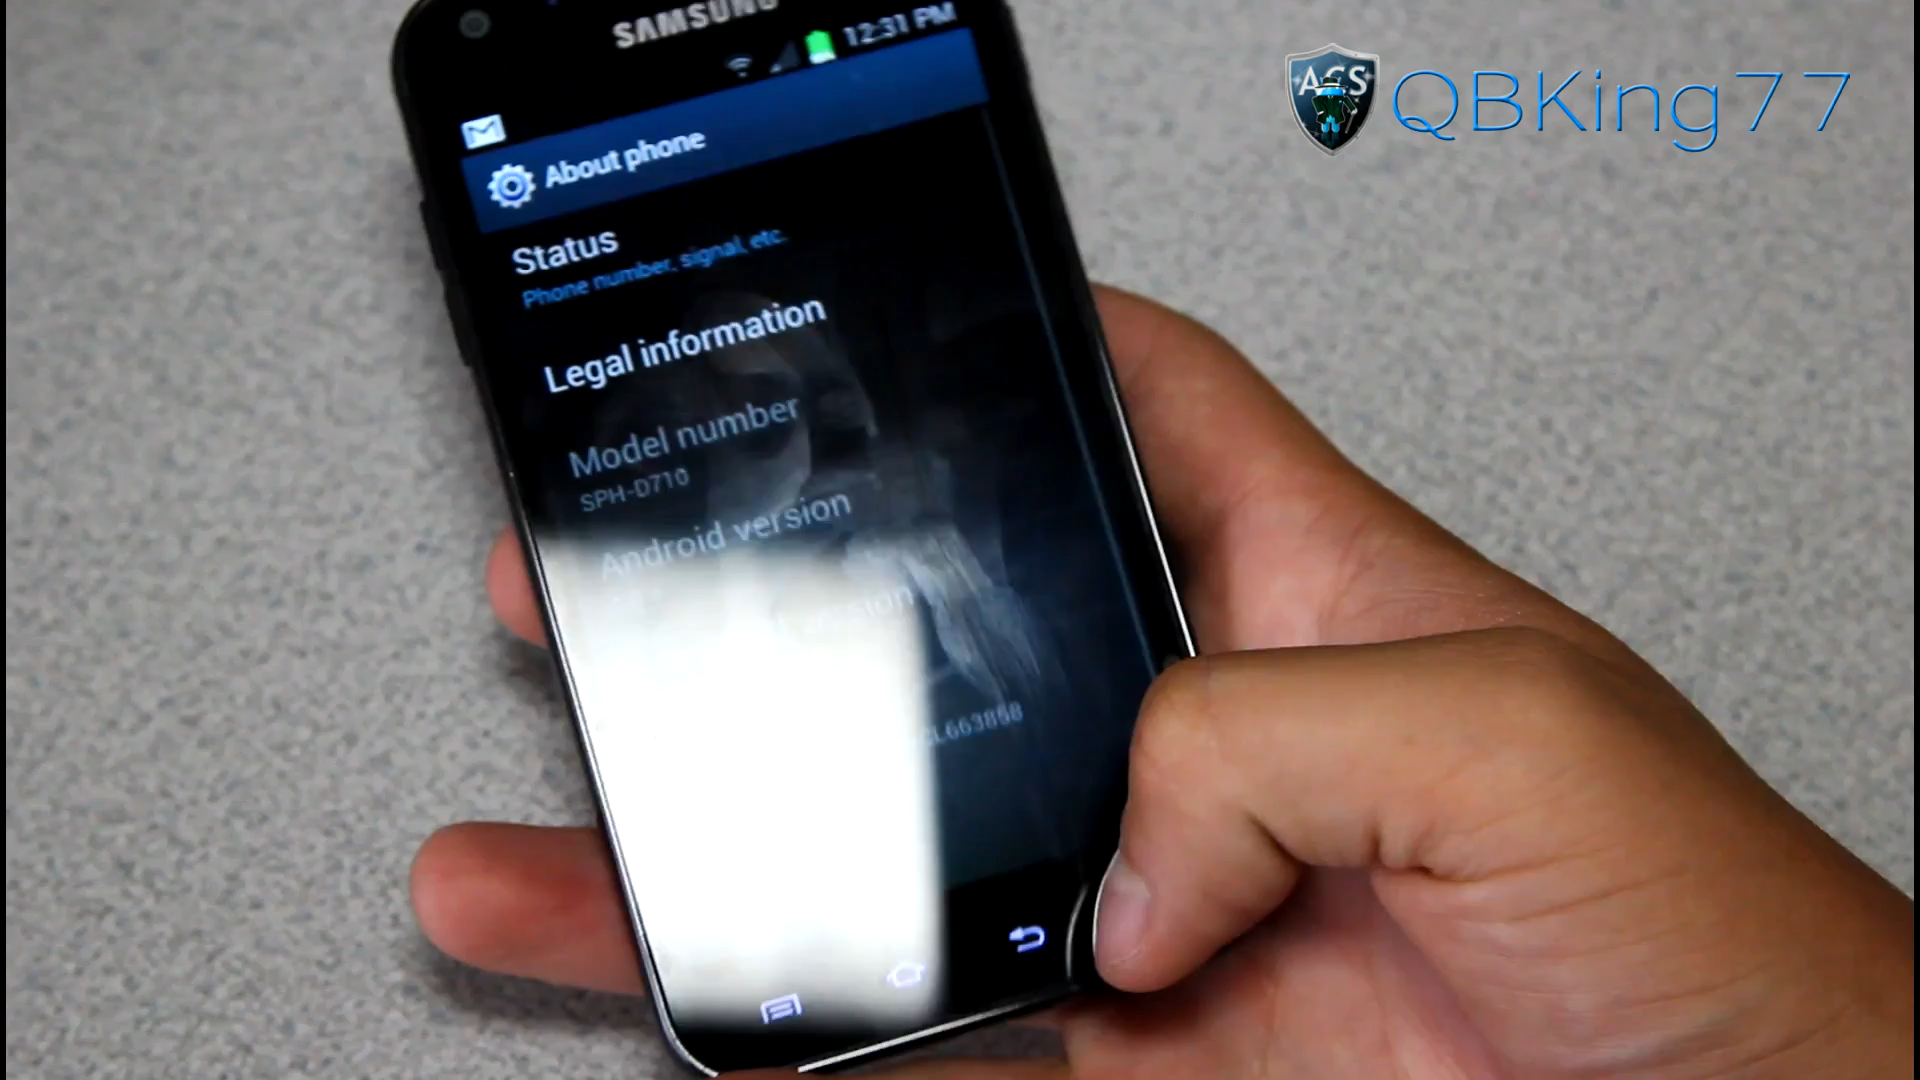 SAMSUNG
12:31 PM
ACS
QBKing77
About phone
Status
Phone number, signal, etc.
Legal information
Model number
SPH-D710
Android version